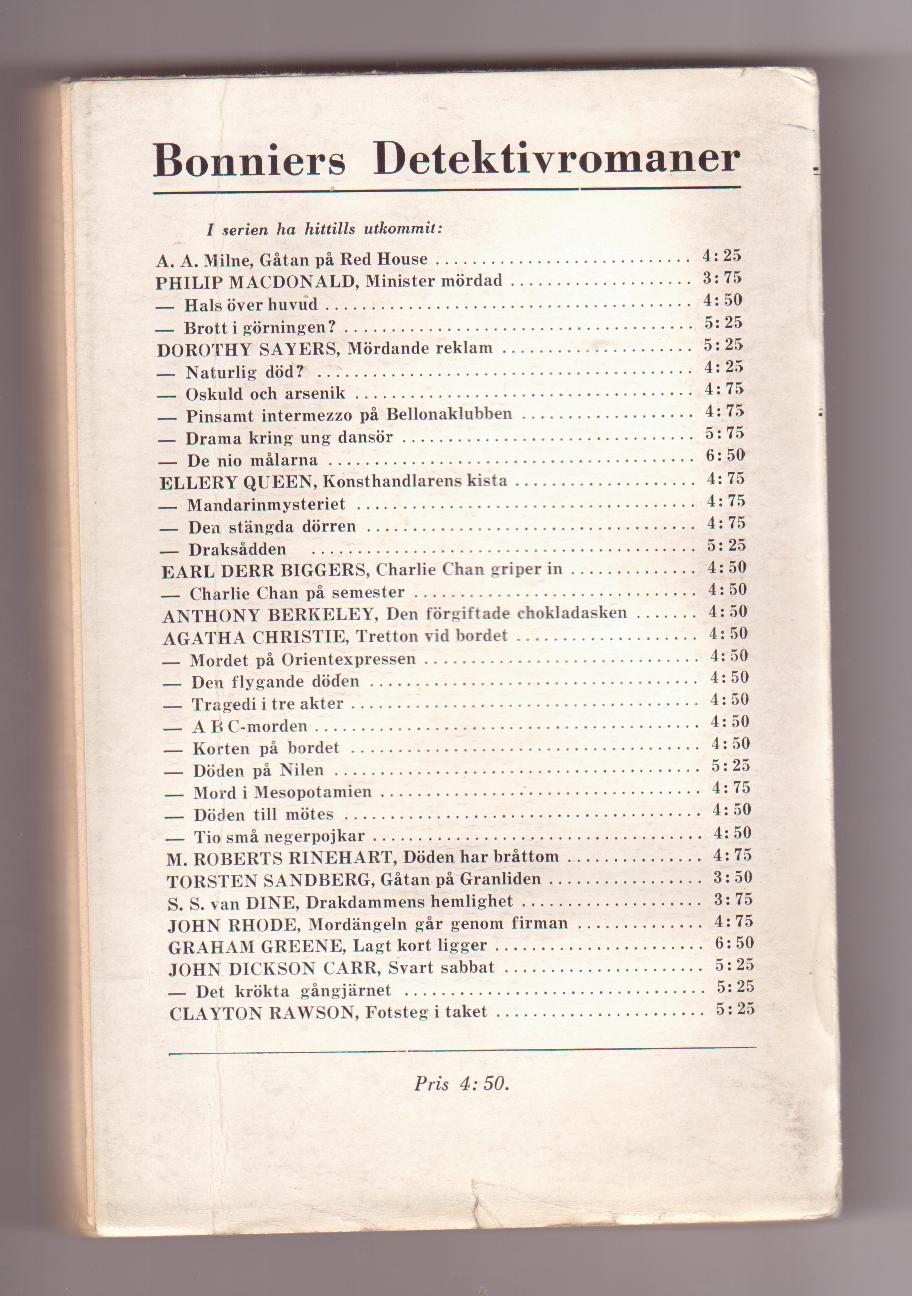 Bonniers Detektivromaner
I serien ha hittills utkommit:
A. A. Milne, Gåtan på Red House ............................ 4:25
PHILIP MACDONALD, Minister mördad .................... 3:75
— Hals över huvud ........................................ 4:50
— Brott i görningen? ...................................... 5:25
DOROTHY SAYERS, Mördande reklam ..................... 5:25
— Naturlig död? ......................................... 4:25
— Oskuld och arsenik ..................................... 4:75
— Pinsamt intermezzo på Bellonaklubben ................... 4:75
— Drama kring ung dansör ................................ 5:75
— De nio målarna ........................................ 6:50
ELLERY QUEEN, Konsthandlarens kista .................... 4:75
— Mandarinmysteriet ..................................... 4:75
— Den stängda dörren .................................... 4:75
— Draksådden .......................................... 5:25
EARL DERR BIGGERS, Charlie Chan griper in .............. 4:50
— Charlie Chan på semester ............................... 4:50
ANTHONY BERKELEY, Den förgiftade chokladasken ....... 4:50
AGATHA CHRISTIE, Tretton vid bordet .................... 4:50
— Mordet på Orientexpressen .............................. 4:50
— Den flygande döden .................................... 4:50
— Tragedi i tre akter ...................................... 4:50
— A B C-morden .......................................... 4:50
— Korten på bordet ...................................... 4:50
— Döden på Nilen ........................................ 5:25
— Mord i Mesopotamien ................................... 4:75
— Döden till mötes ....................................... 4:50
— Tio små negerpojkar .................................... 4:50
M. ROBERTS RINEHART, Döden har bråttom ............... 4:75
TORSTEN SANDBERG, Gåtan på Granliden ................. 3:50
S. S. van DINE, Drakdammens hemlighet .................... 3:75
JOHN RHODE, Mordängeln går genom firman .............. 4:75
GRAHAM GREENE, Lagt kort ligger ....................... 6:50
JOHN DICKSON CARR, Svart sabbat ...................... 5:25
— Det krökta gångjärnet ................................. 5:25
CLAYTON RAWSON, Fotsteg i taket ....................... 5:25
Pris 4:50.